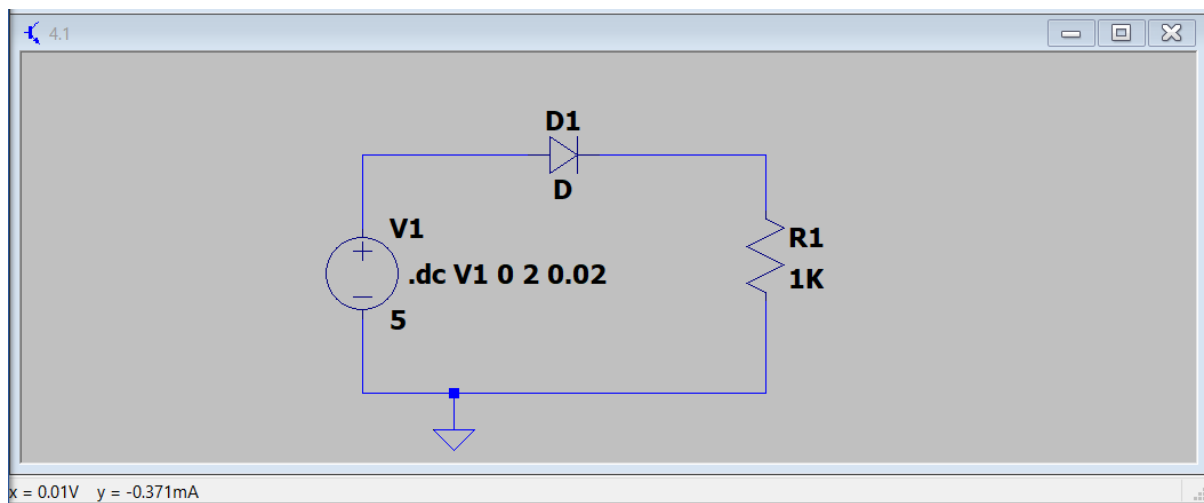 4.1
D1
D
V1
.dc V1 0 2 0.02
5
R1
1K
x = 0.01V    y = -0.371mA